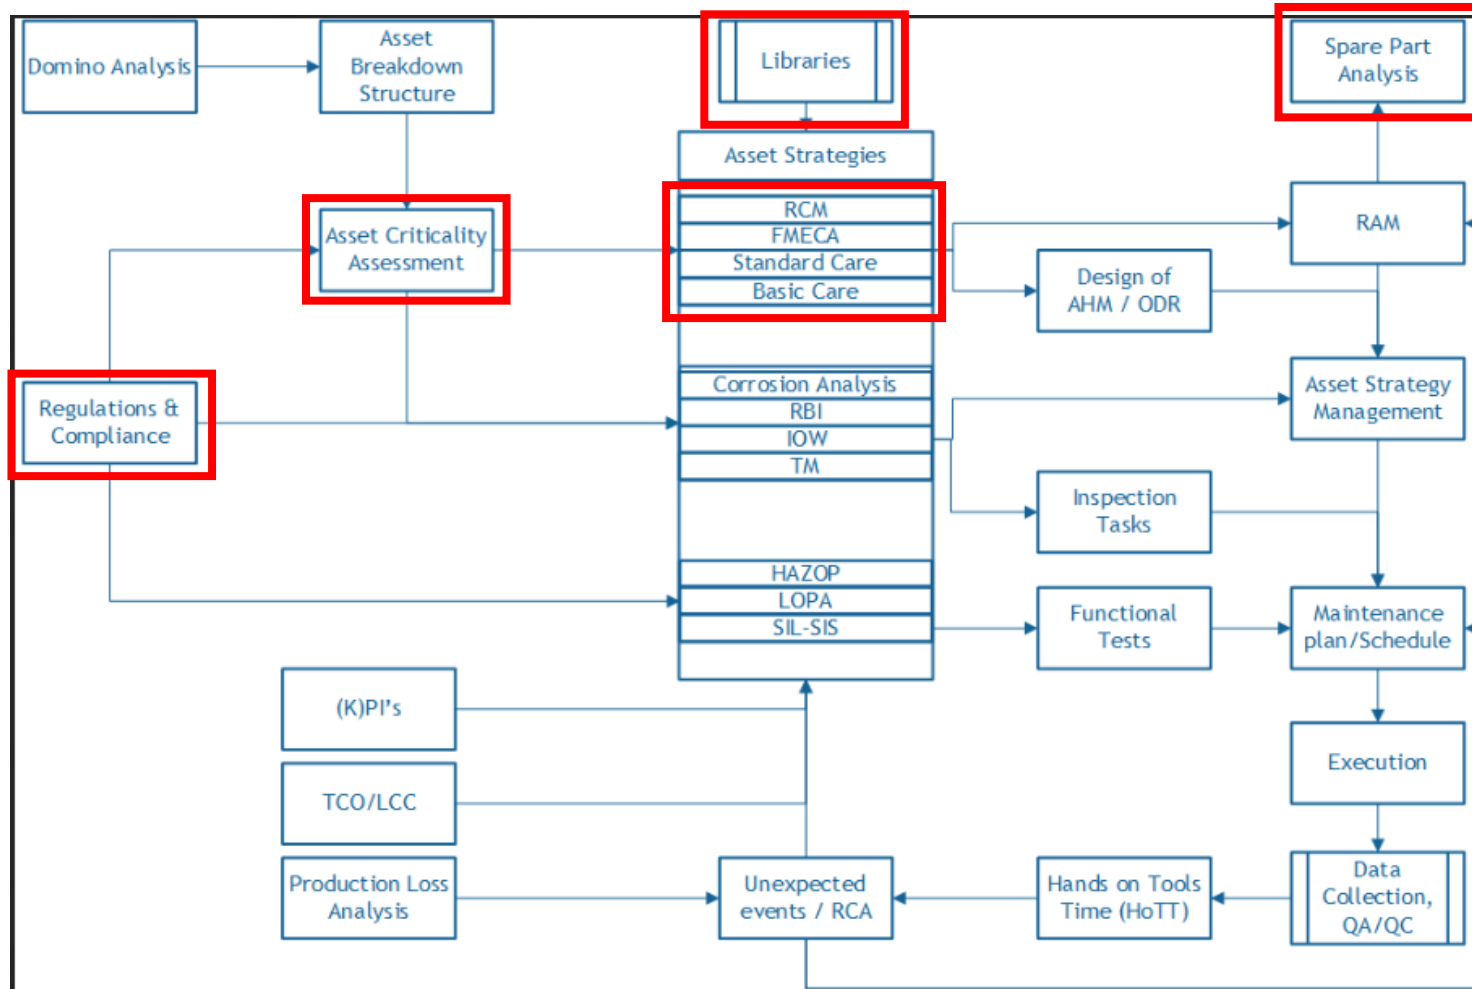 Domino Analysis
Asset
Breakdown
Structure
Libraries
Spare Part
Analysis
Asset Strategies
RCM
FMECA
Standard Care
Basic Care
Asset Criticality
Assessment
RAM
Design of
AHM / ODR
Regulations &
Compliance
Corrosion Analysis
RBI
IOW
TM
Asset Strategy
Management
Inspection
Tasks
HAZOP
LOPA
SIL-SIS
Functional
Tests
Maintenance
plan/Schedule
(K)PI's
TCO/LCC
Execution
Production Loss
Analysis
Unexpected
events / RCA
Hands on Tools
Time (HoTT)
Data
Collection,
QA/QC